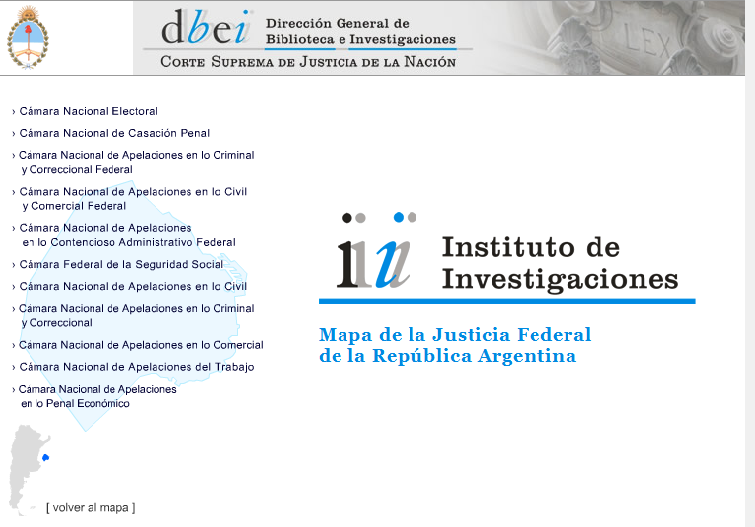 dbei
Dirección General de
Biblioteca e Investigaciones
CORTE SUPREMA DE JUSTICIA DE LA NACIÓN
LEX
› Cámara Nacional Electoral
› Cámara Nacional de Casación Penal
› Cámara Nacional de Apelaciones en lo Criminal
y Correccional Federal
› Cámara Nacional de Apelaciones en lo Civil
y Comercial Federal
› Cámara Nacional de Apelaciones
en lo Contencioso Administrativo Federal
› Cámara Federal de la Seguridad Social
› Cámara Nacional de Apelaciones en lo Civil
› Cámara Nacional de Apelaciones en lo Criminal
y Correccional
› Cámara Nacional de Apelaciones en lo Comercial
› Cámara Nacional de Apelaciones del Trabajo
› Cámara Nacional de Apelaciones
en lo Penal Económico
[ volver al mapa ]
iiii
Instituto de
Investigaciones
Mapa de la Justicia Federal
de la República Argentina